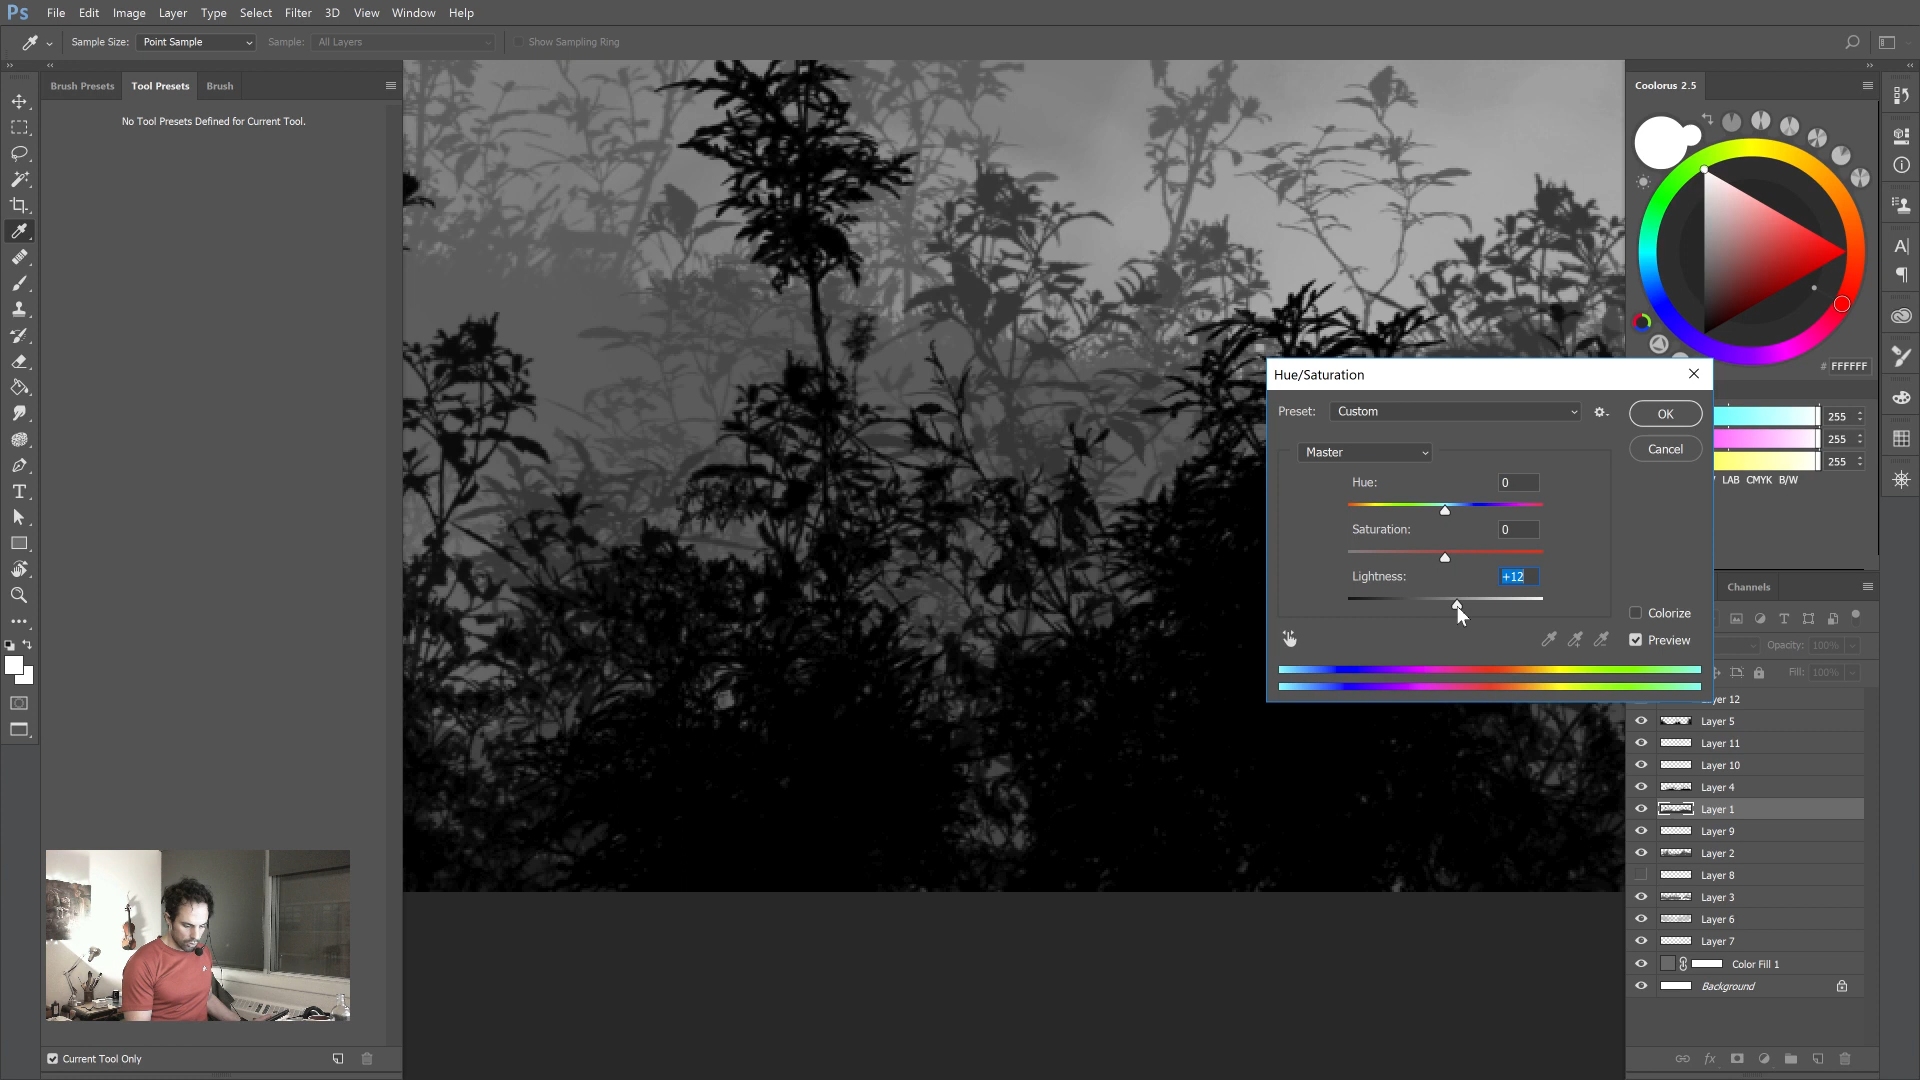 Ps File Edit Image Layer Type Select Filter 3D View Window Help
Sample Size: Point Sample Sample: All Layers Show Sampling Ring
Brush Presets Tool Presets Brush
No Tool Presets Defined for Current Tool.
Coolorus 2.5
# FFFFFF
Hue/Saturation
Preset: Custom
OK
Cancel
Master
Hue: 0
Saturation: 0
Lightness: +12
Colorize
Preview
255
255
255
LAB CMYK B/W
Channels
Opacity: 100%
Fill: 100%
Layer 5
Layer 11
Layer 10
Layer 4
Layer 1
Layer 9
Layer 2
Layer 8
Layer 3
Layer 6
Layer 7
Color Fill 1
Background
fx
Current Tool Only